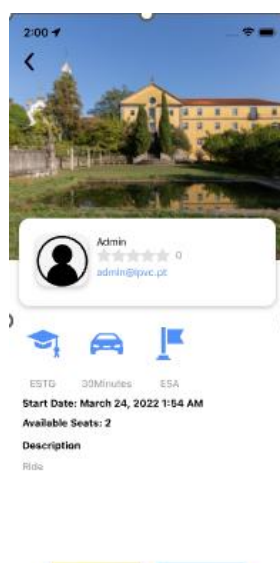 2:00
Admin
0
admin@ipvc.pt
ESTG 30Minutes ESA
Start Date: March 24, 2022 1:54 AM
Available Seats: 2
Description
Ride